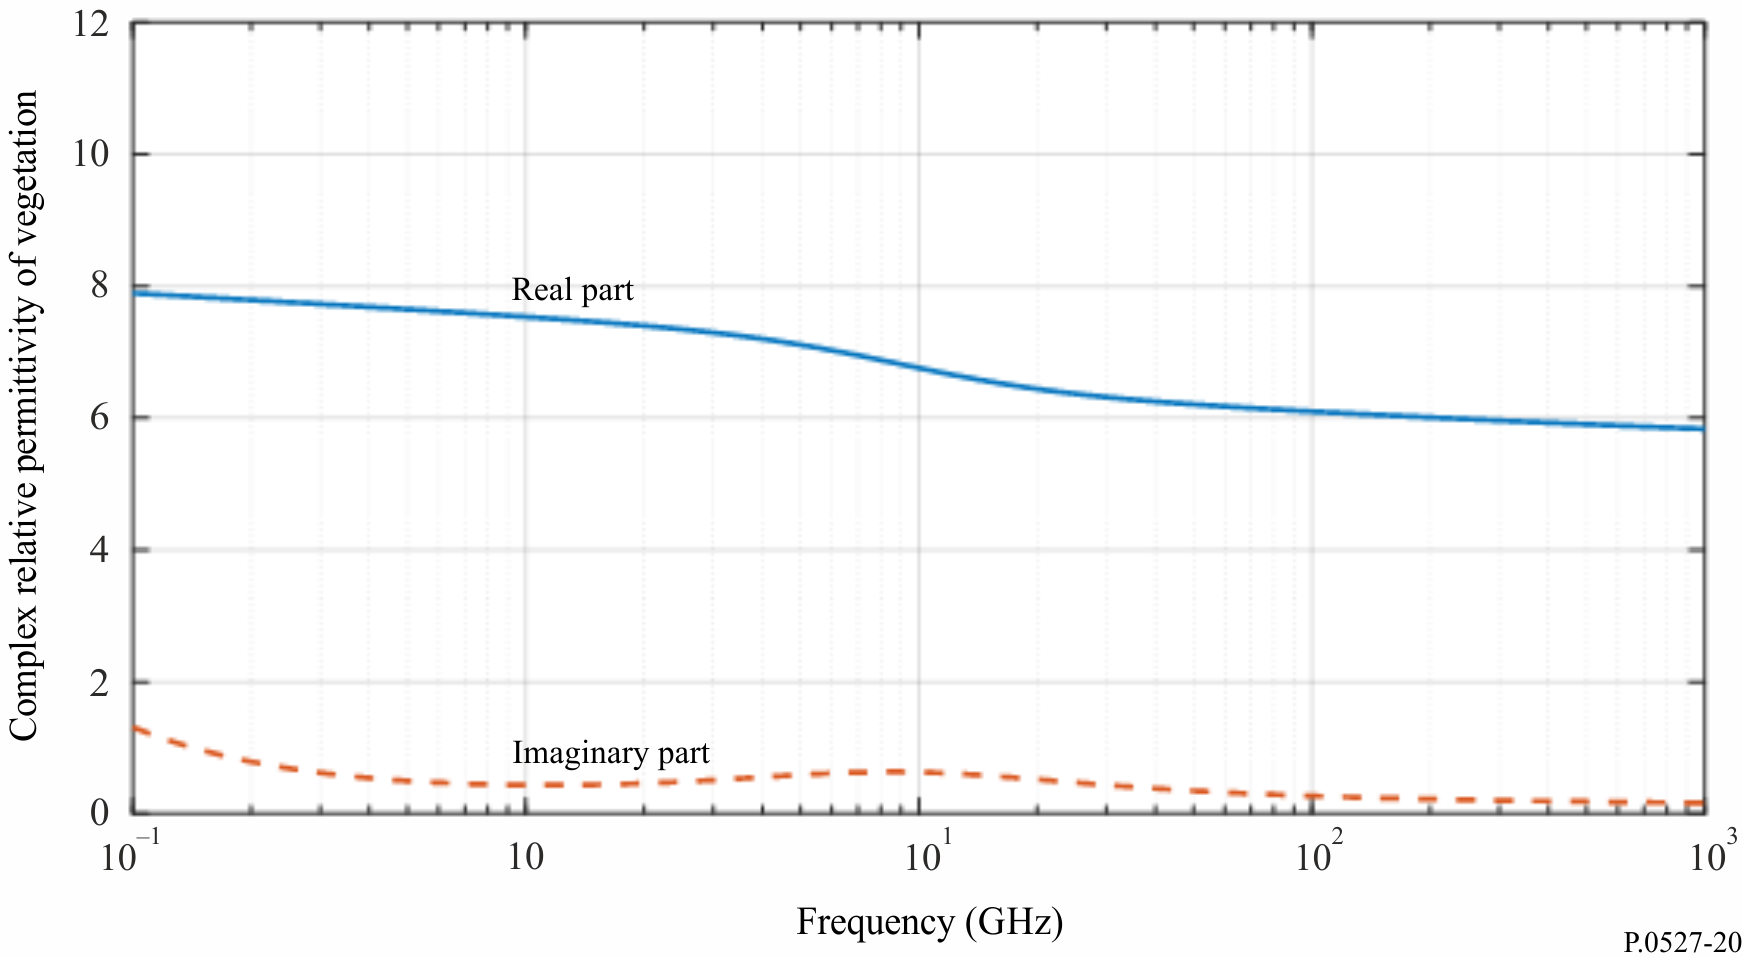 Complex relative permittivity of vegetation
12
10
8
6
4
2
0
Real part
Imaginary part
10⁻¹
10
10¹
10²
10³
Frequency (GHz)
P.0527-20